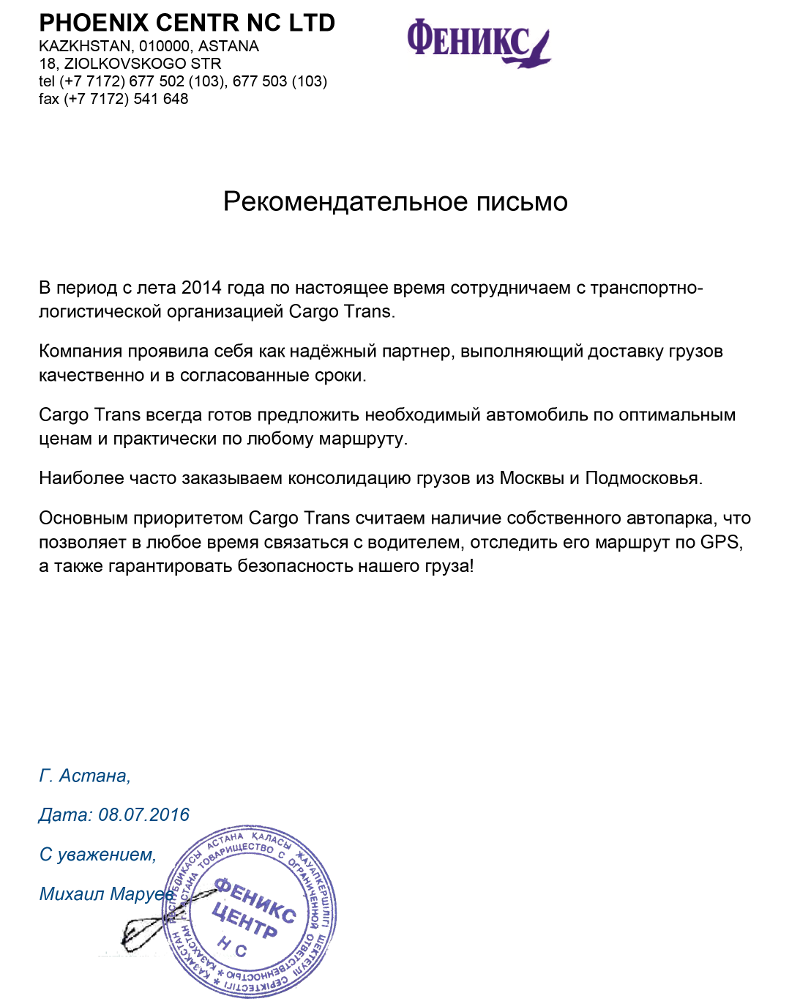 PHOENIX CENTR NC LTD
KAZKHSTAN, 010000, ASTANA
18, ZIOLKOVSKOGO STR
tel (+7 7172) 677 502 (103), 677 503 (103)
fax (+7 7172) 541 648
ФЕНИКС
Рекомендательное письмо
В период с лета 2014 года по настоящее время сотрудничаем с транспортно-
логистической организацией Cargo Trans.
Компания проявила себя как надёжный партнер, выполняющий доставку грузов
качественно и в согласованные сроки.
Cargo Trans всегда готов предложить необходимый автомобиль по оптимальным
ценам и практически по любому маршруту.
Наиболее часто заказываем консолидацию грузов из Москвы и Подмосковья.
Основным приоритетом Cargo Trans считаем наличие собственного автопарка, что
позволяет в любое время связаться с водителем, отследить его маршрут по GPS,
а также гарантировать безопасность нашего груза!
Г. Астана,
Дата: 08.07.2016
С уважением,
Михаил Маруев
ҚАЗАҚСТАН РЕСПУБЛИКАСЫ АСТАНА ҚАЛАСЫ ЖАУАПКЕРШІЛІГІ ШЕКТЕУЛІ СЕРІКТЕСТІГІ
КАЗАХСТАН Г.АСТАНА ТОВАРИЩЕСТВО С ОГРАНИЧЕННОЙ ОТВЕТСТВЕННОСТЬЮ
ФЕНИКС
ЦЕНТР
НС